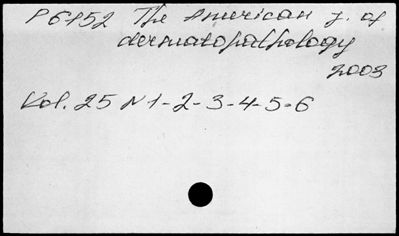 P6152 The American j. of
dermatopathology
2003
Vol. 25 N 1-2-3-4-5-6